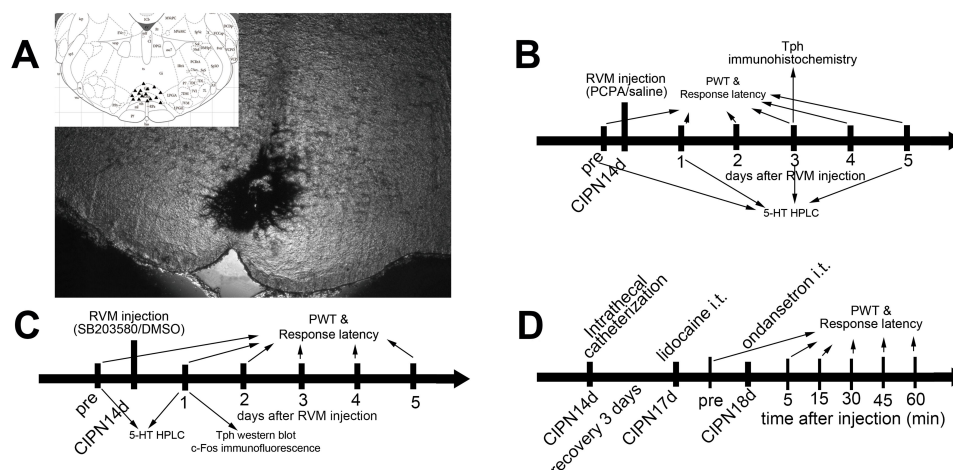 A
B
Tph
immunohistochemistry
RVM injection
(PCPA/saline)
PWT &
Response latency
pre
CIPN14d
1
2
3
4
5
days after RVM injection
5-HT HPLC
C
RVM injection
(SB203580/DMSO)
PWT &
Response latency
pre
CIPN14d
1
2
3
4
5
days after RVM injection
5-HT HPLC
Tph western blot
c-Fos immunofluorescence
D
Intrathecal
catheterization
lidocaine i.t.
ondansetron i.t.
PWT &
Response latency
CIPN14d
recovery 3 days
CIPN17d
pre
CIPN18d
5
15
30
45
60
time after injection (min)